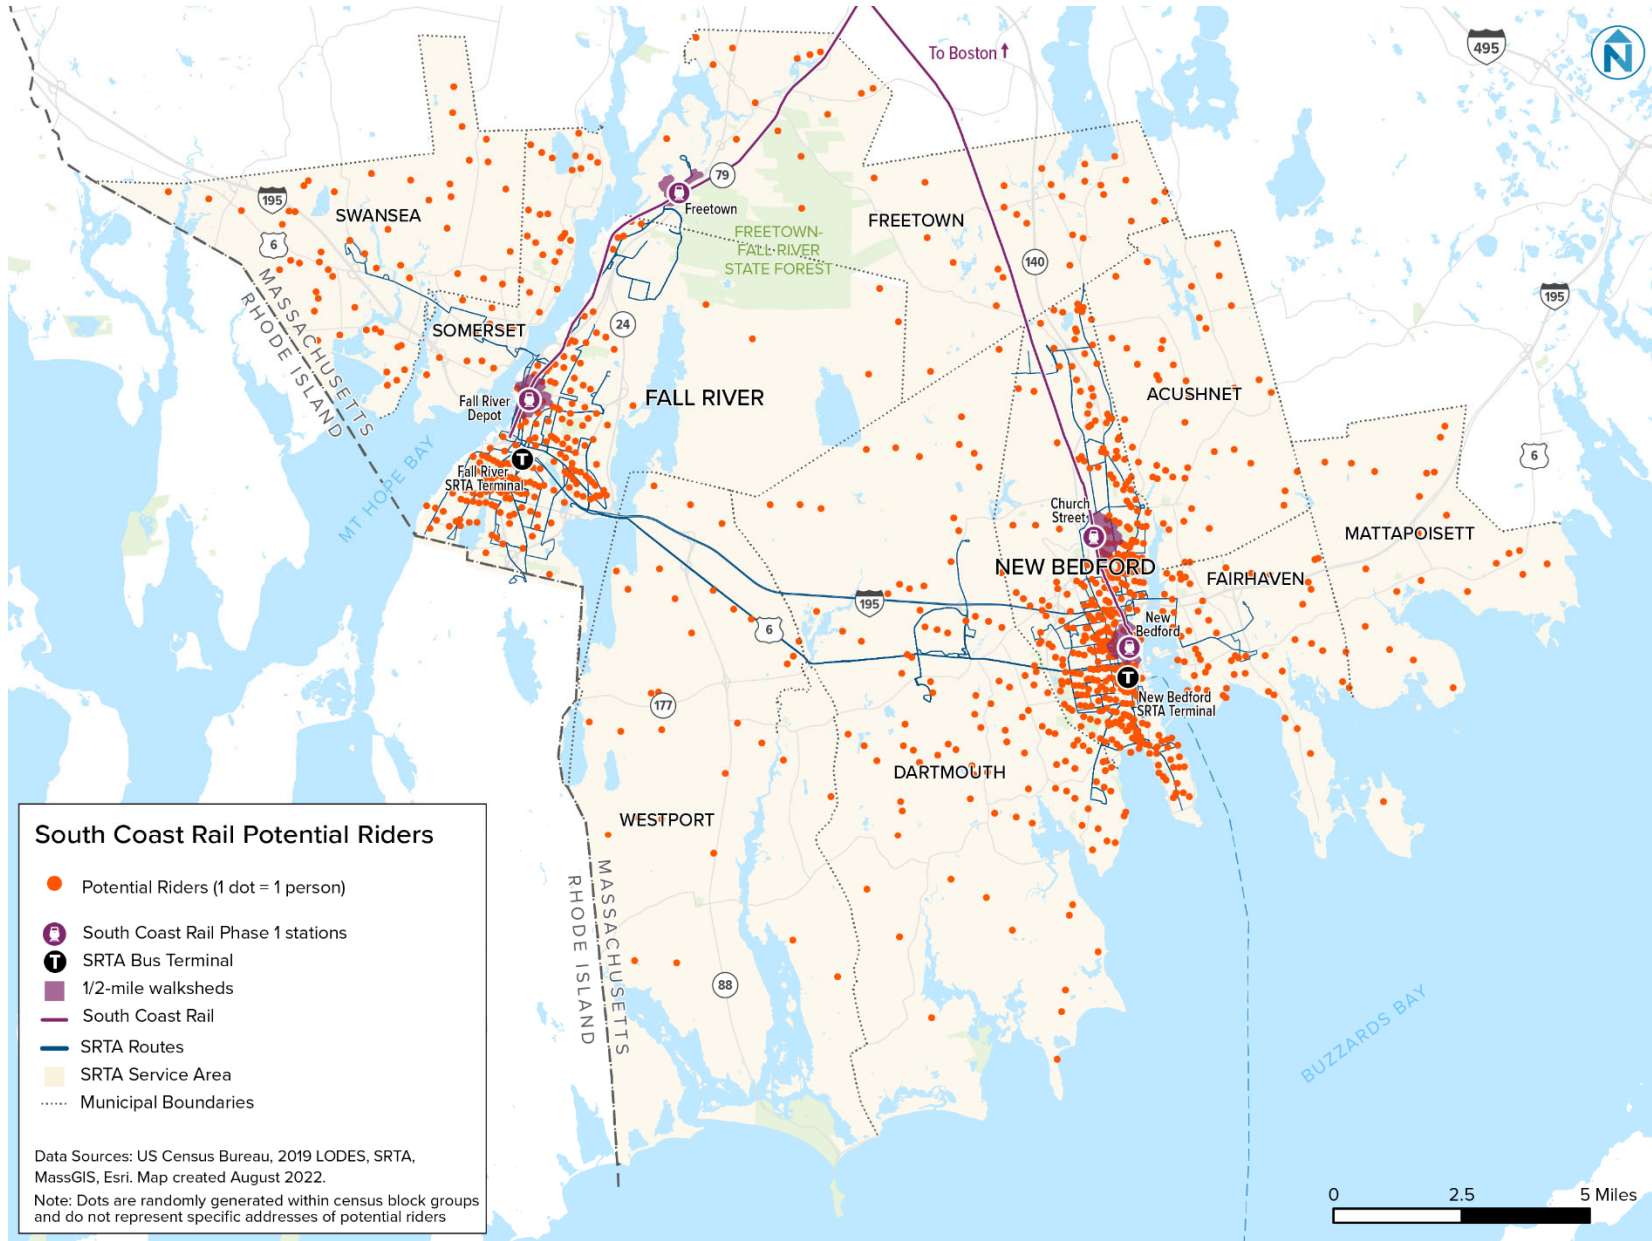 To Boston ↑
495
N
79
195
SWANSEA
6
Freetown
FREETOWN
FREETOWN-
FALL RIVER
STATE FOREST
140
195
MASSACHUSETTS
RHODE ISLAND
SOMERSET
24
Fall River
Depot
FALL RIVER
ACUSHNET
MT HOPE BAY
T
Fall River
SRTA Terminal
6
Church
Street
MATTAPOISETT
NEW BEDFORD
FAIRHAVEN
195
6
New
Bedford
T
New Bedford
SRTA Terminal
177
DARTMOUTH
WESTPORT
MASSACHUSETTS
RHODE ISLAND
88
BUZZARDS BAY
South Coast Rail Potential Riders
Potential Riders (1 dot = 1 person)
South Coast Rail Phase 1 stations
T SRTA Bus Terminal
1/2-mile walksheds
South Coast Rail
SRTA Routes
SRTA Service Area
Municipal Boundaries
Data Sources: US Census Bureau, 2019 LODES, SRTA,
MassGIS, Esri. Map created August 2022.
Note: Dots are randomly generated within census block groups
and do not represent specific addresses of potential riders
0 2.5 5 Miles